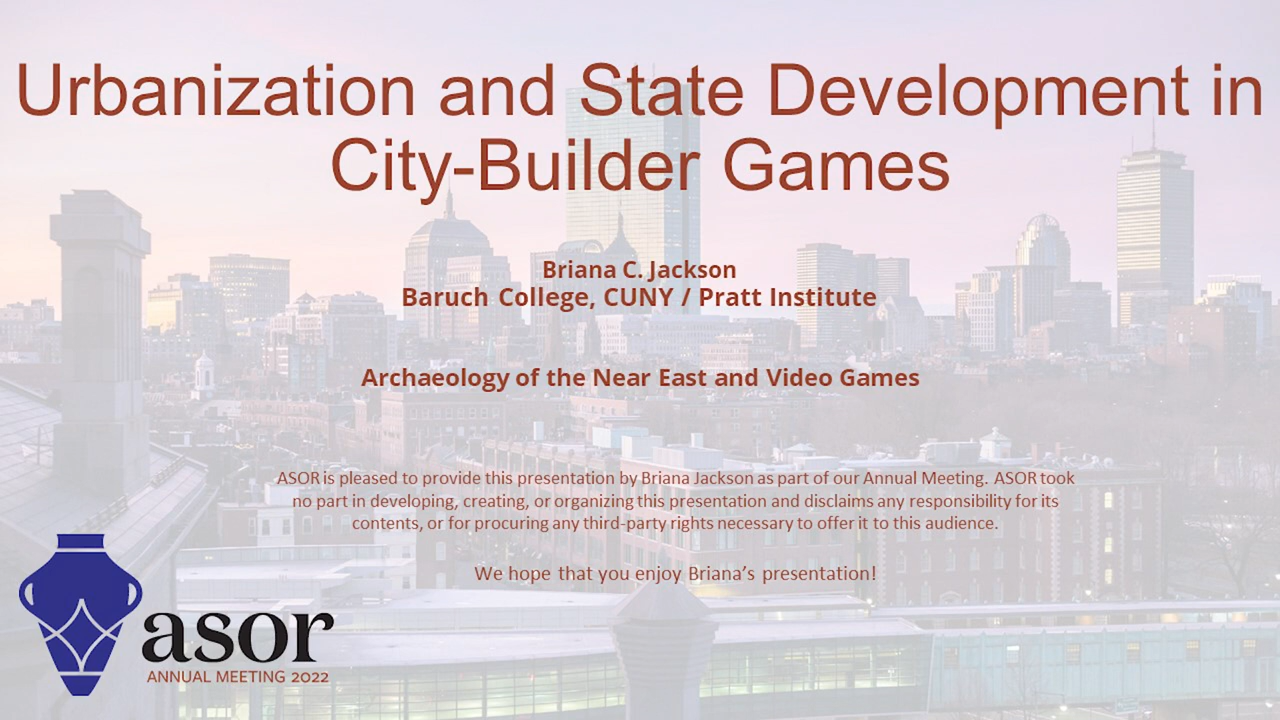 Urbanization and State Development in
City-Builder Games
Briana C. Jackson
Baruch College, CUNY / Pratt Institute
Archaeology of the Near East and Video Games
ASOR is pleased to provide this presentation by Briana Jackson as part of our Annual Meeting. ASOR took
no part in developing, creating, or organizing this presentation and disclaims any responsibility for its
contents, or for procuring any third-party rights necessary to offer it to this audience.
We hope that you enjoy Briana’s presentation!
asor
ANNUAL MEETING 2022